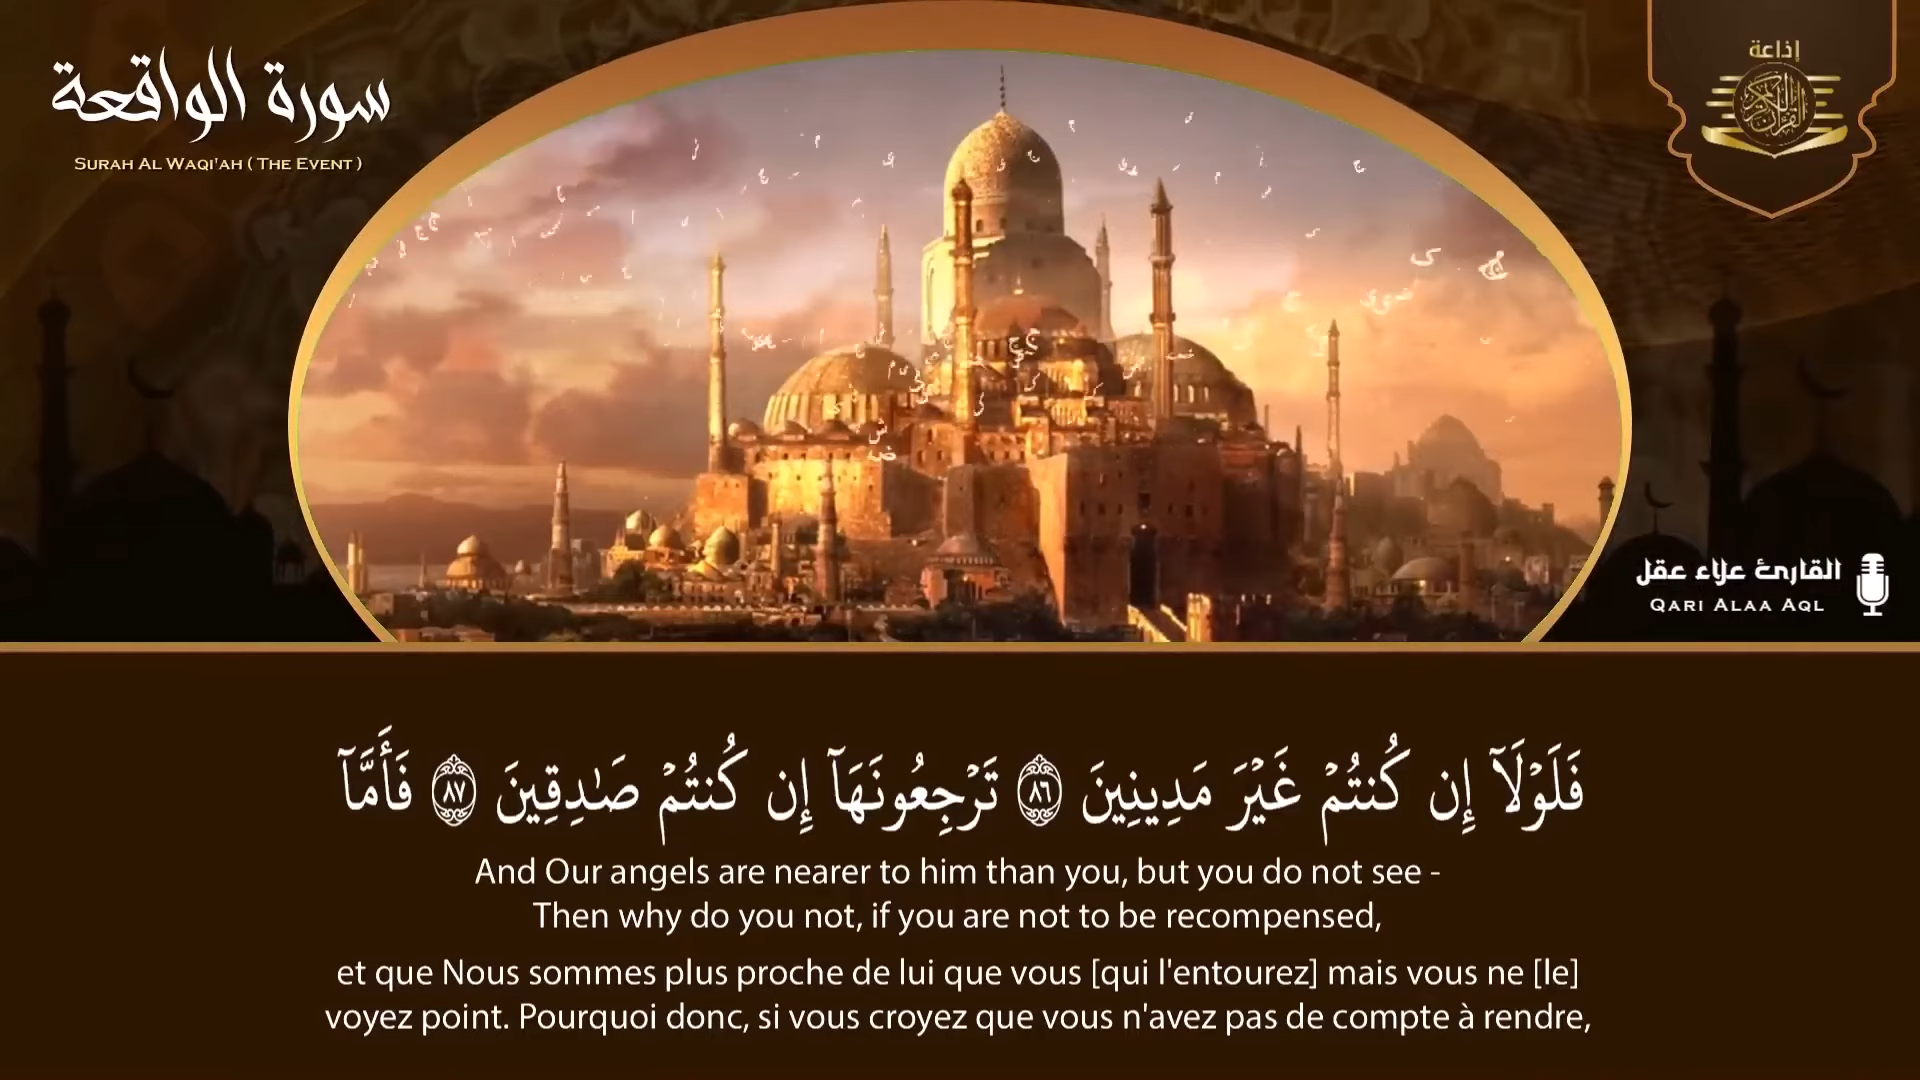 سورة الواقعة
SURAH AL WAQI'AH ( THE EVENT )
إذاعة
القرآن الكريم
القارئ علاء عقل
QARI ALAA AQL
فَلَوْلَآ إِن كُنتُمْ غَيْرَ مَدِينِينَ ٨٦ تَرْجِعُونَهَآ إِن كُنتُمْ صَـٰدِقِينَ ٨٧ فَأَمَّآ
And Our angels are nearer to him than you, but you do not see -
Then why do you not, if you are not to be recompensed,
et que Nous sommes plus proche de lui que vous [qui l'entourez] mais vous ne [le]
voyez point. Pourquoi donc, si vous croyez que vous n'avez pas de compte à rendre,